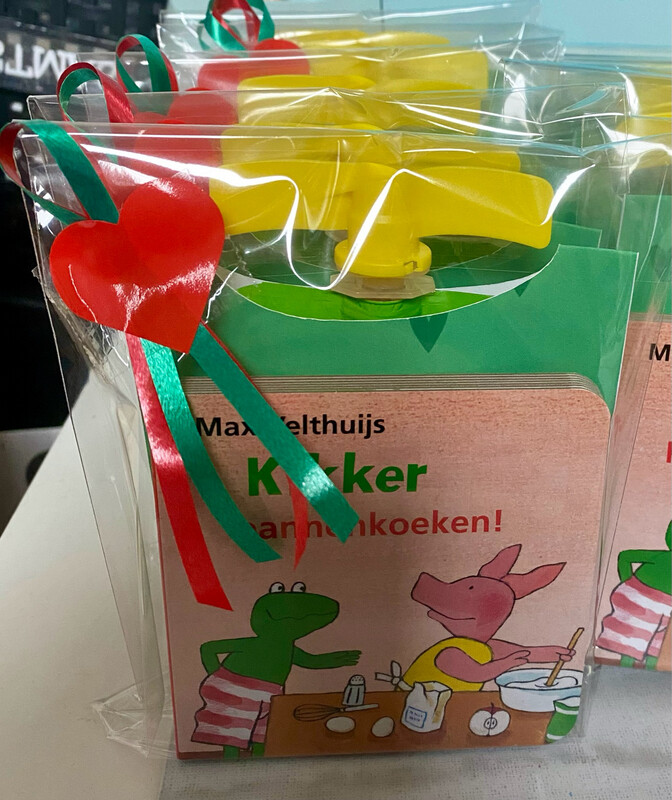 Max Velthuijs
Kikker
pannenkoeken!
M